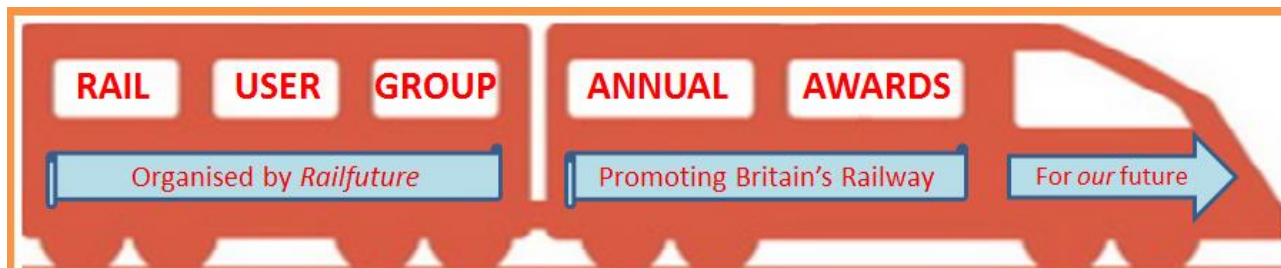 RAIL USER GROUP ANNUAL AWARDS
Organised by Railfuture Promoting Britain's Railway For our future